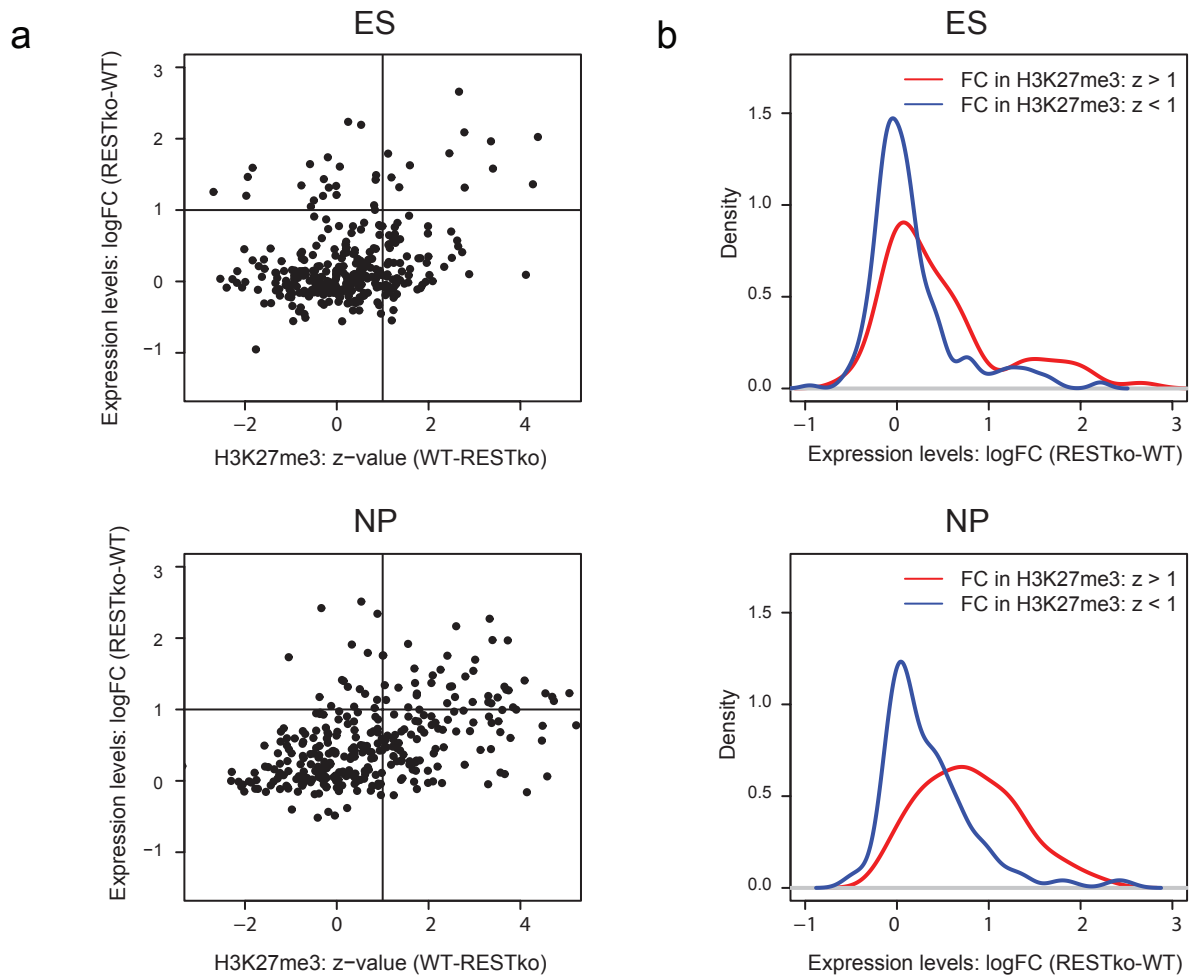 a
ES
Expression levels: logFC (RESTko-WT)
3
2
1
0
−1
−2
0
2
4
H3K27me3: z−value (WT-RESTko)
b
ES
FC in H3K27me3: z > 1
FC in H3K27me3: z < 1
Density
1.5
1.0
0.5
0.0
-1
0
1
2
3
Expression levels: logFC (RESTko-WT)
NP
Expression levels: logFC (RESTko-WT)
3
2
1
0
−1
−2
0
2
4
H3K27me3: z−value (WT-RESTko)
NP
FC in H3K27me3: z > 1
FC in H3K27me3: z < 1
Density
1.5
1.0
0.5
0.0
-1
0
1
2
3
Expression levels: logFC (RESTko-WT)